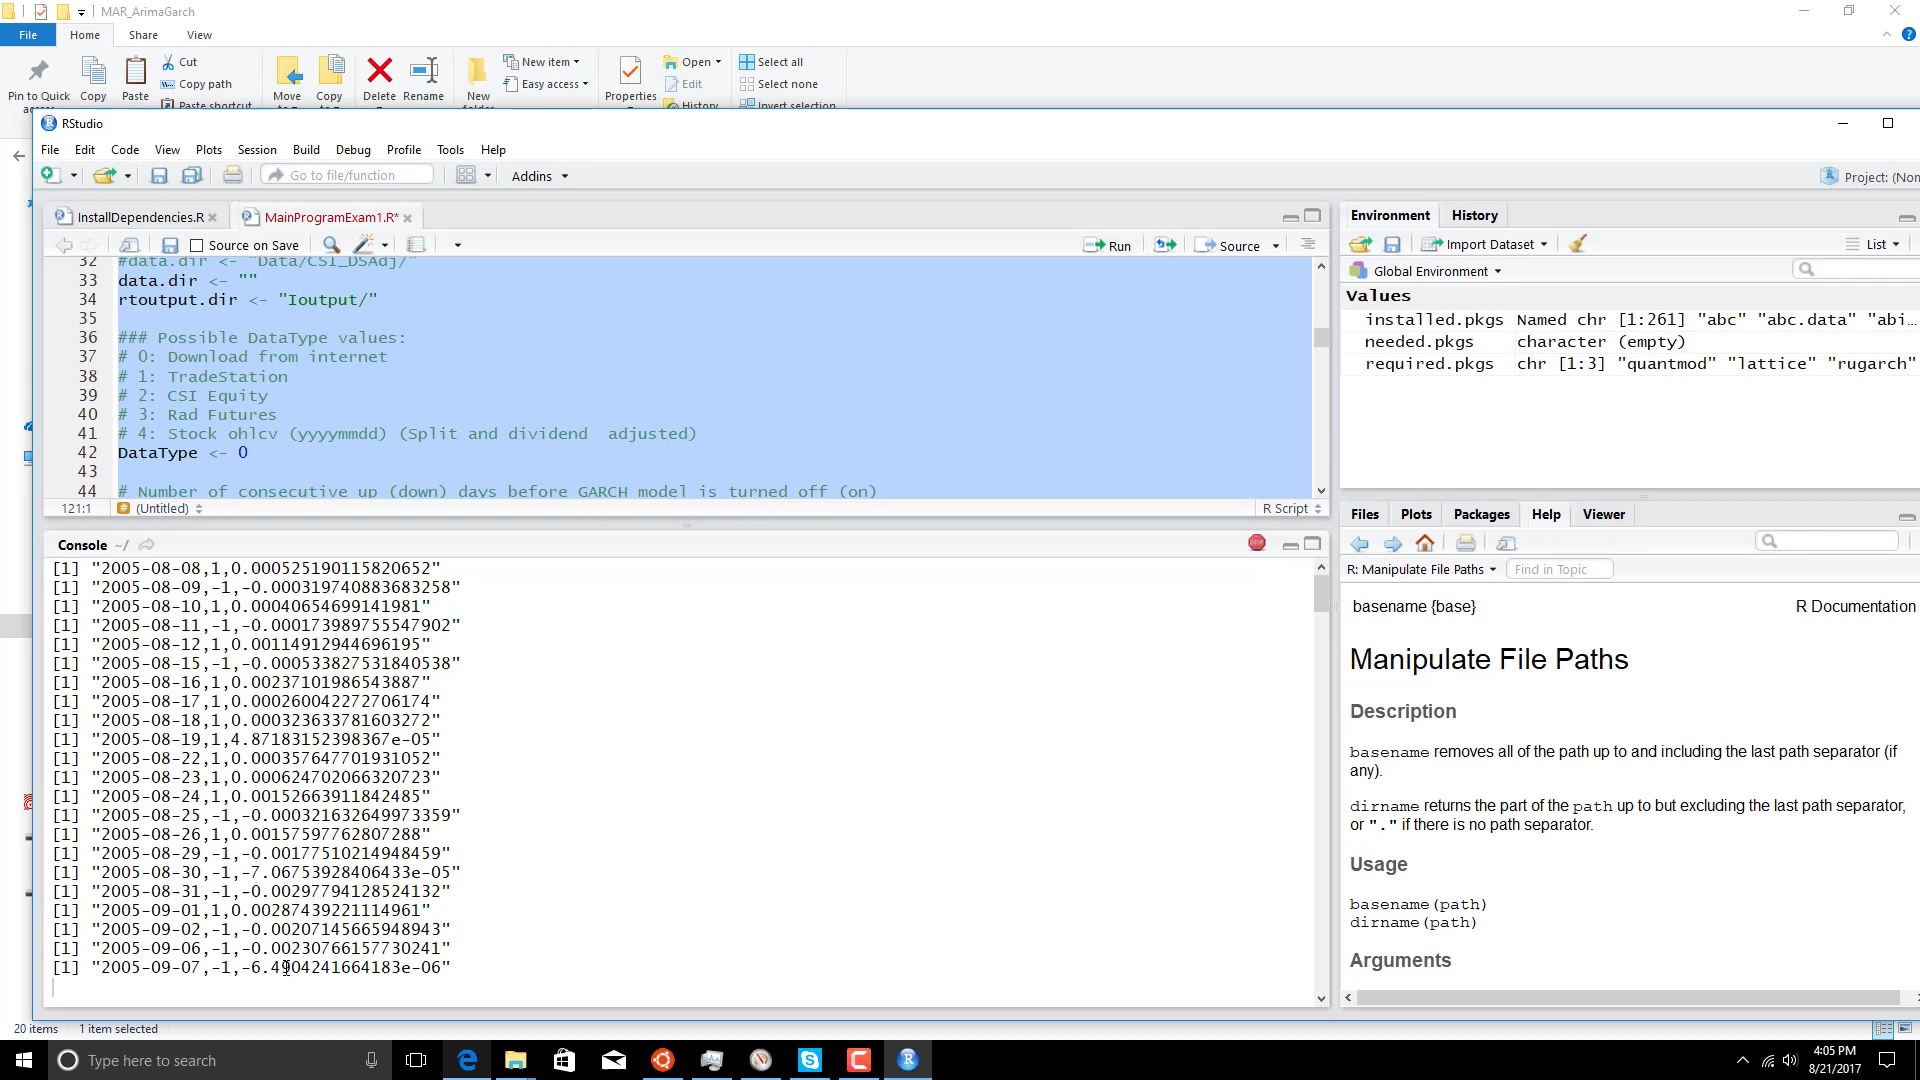 MAR_ArimaGarch
File
Home
Share
View
Pin to Quick
Copy
Paste
Cut
Copy path
Paste shortcut
Move
Copy
Delete
Rename
New
New item
Easy access
Properties
Open
Edit
History
Select all
Select none
Invert selection
RStudio
File Edit Code View Plots Session Build Debug Profile Tools Help
Go to file/function
Addins
Project: (Non
InstallDependencies.R
MainProgramExam1.R*
Source on Save
Run
Source
32 #data.dir <- "Data/CSI_DSAdj/"
33 data.dir <- ""
34 rtoutput.dir <- "Ioutput/"
35
36 ### Possible DataType values:
37 # 0: Download from internet
38 # 1: TradeStation
39 # 2: CSI Equity
40 # 3: Rad Futures
41 # 4: Stock ohlcv (yyyymmdd) (Split and dividend  adjusted)
42 DataType <- 0
43
44 # Number of consecutive up (down) days before GARCH model is turned off (on)
121:1 (Untitled) R Script
Console ~/
[1] "2005-08-08,1,0.000525190115820652"
[1] "2005-08-09,-1,-0.000319740883683258"
[1] "2005-08-10,1,0.00040654699141981"
[1] "2005-08-11,-1,-0.000173989755547902"
[1] "2005-08-12,1,0.00114912944696195"
[1] "2005-08-15,-1,-0.000533827531840538"
[1] "2005-08-16,1,0.00237101986543887"
[1] "2005-08-17,1,0.000260042272706174"
[1] "2005-08-18,1,0.000323633781603272"
[1] "2005-08-19,1,4.87183152398367e-05"
[1] "2005-08-22,1,0.000357647701931052"
[1] "2005-08-23,1,0.000624702066320723"
[1] "2005-08-24,1,0.00152663911842485"
[1] "2005-08-25,-1,-0.000321632649973359"
[1] "2005-08-26,1,0.00157597762807288"
[1] "2005-08-29,-1,-0.00177510214948459"
[1] "2005-08-30,-1,-7.06753928406433e-05"
[1] "2005-08-31,-1,-0.00297794128524132"
[1] "2005-09-01,1,0.00287439221114961"
[1] "2005-09-02,-1,-0.00207145665948943"
[1] "2005-09-06,-1,-0.00230766157730241"
[1] "2005-09-07,-1,-6.4904241664183e-06"
Environment History
Import Dataset
List
Global Environment
Values
installed.pkgs Named chr [1:261] "abc" "abc.data" "abi…
needed.pkgs character (empty)
required.pkgs chr [1:3] "quantmod" "lattice" "rugarch"
Files Plots Packages Help Viewer
R: Manipulate File Paths
Find in Topic
basename {base}
R Documentation
Manipulate File Paths
Description
basename removes all of the path up to and including the last path separator (if
any).
dirname returns the part of the path up to but excluding the last path separator,
or "." if there is no path separator.
Usage
basename(path)
dirname(path)
Arguments
20 items
1 item selected
Type here to search
4:05 PM
8/21/2017